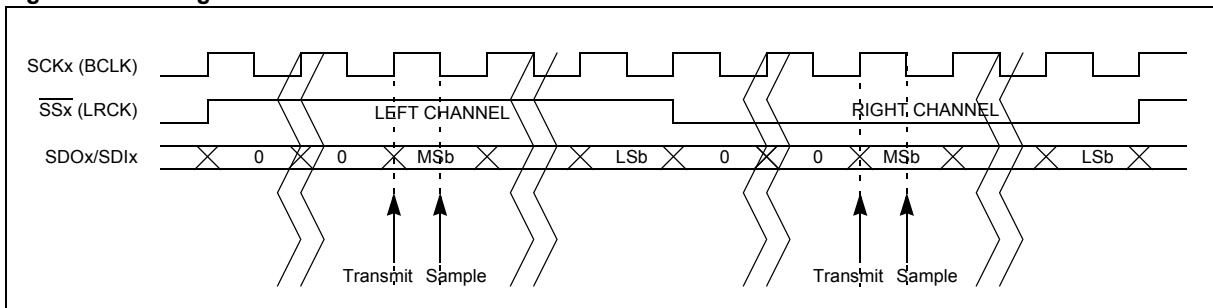 SCKx (BCLK)
SSx (LRCK)
LEFT CHANNEL
RIGHT CHANNEL
SDOx/SDIx
0
0
MSb
LSb
0
0
MSb
LSb
Transmit
Sample
Transmit
Sample